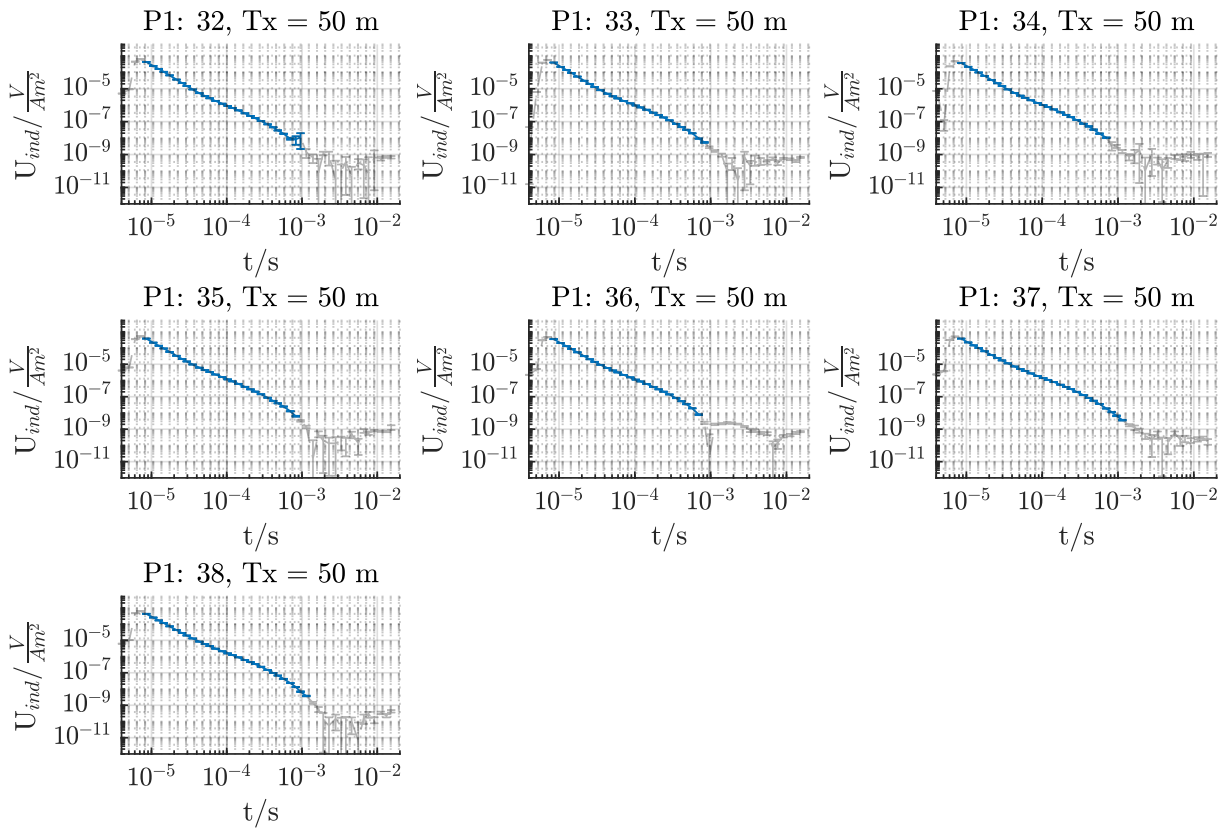 P1: 32, Tx = 50 m
P1: 33, Tx = 50 m
P1: 34, Tx = 50 m
U_ind / V/Am²
10⁻⁵
10⁻⁷
10⁻⁹
10⁻¹¹
10⁻⁵ 10⁻⁴ 10⁻³ 10⁻²
t/s
U_ind / V/Am²
10⁻⁵
10⁻⁷
10⁻⁹
10⁻¹¹
10⁻⁵ 10⁻⁴ 10⁻³ 10⁻²
t/s
U_ind / V/Am²
10⁻⁵
10⁻⁷
10⁻⁹
10⁻¹¹
10⁻⁵ 10⁻⁴ 10⁻³ 10⁻²
t/s
P1: 35, Tx = 50 m
P1: 36, Tx = 50 m
P1: 37, Tx = 50 m
U_ind / V/Am²
10⁻⁵
10⁻⁷
10⁻⁹
10⁻¹¹
10⁻⁵ 10⁻⁴ 10⁻³ 10⁻²
t/s
U_ind / V/Am²
10⁻⁵
10⁻⁷
10⁻⁹
10⁻¹¹
10⁻⁵ 10⁻⁴ 10⁻³ 10⁻²
t/s
U_ind / V/Am²
10⁻⁵
10⁻⁷
10⁻⁹
10⁻¹¹
10⁻⁵ 10⁻⁴ 10⁻³ 10⁻²
t/s
P1: 38, Tx = 50 m
U_ind / V/Am²
10⁻⁵
10⁻⁷
10⁻⁹
10⁻¹¹
10⁻⁵ 10⁻⁴ 10⁻³ 10⁻²
t/s